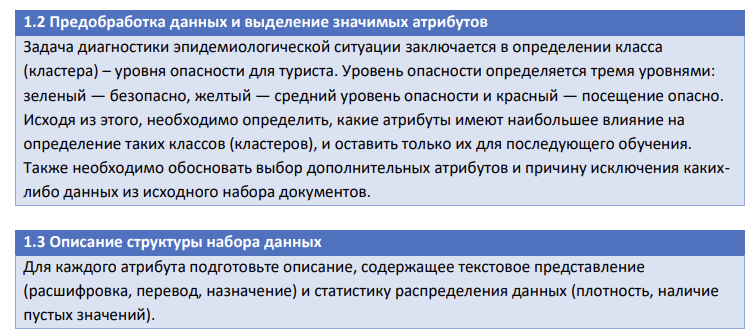 1.2 Предобработка данных и выделение значимых атрибутов
Задача диагностики эпидемиологической ситуации заключается в определении класса
(кластера) – уровня опасности для туриста. Уровень опасности определяется тремя уровнями:
зеленый — безопасно, желтый — средний уровень опасности и красный — посещение опасно.
Исходя из этого, необходимо определить, какие атрибуты имеют наибольшее влияние на
определение таких классов (кластеров), и оставить только их для последующего обучения.
Также необходимо обосновать выбор дополнительных атрибутов и причину исключения каких-
либо данных из исходного набора документов.
1.3 Описание структуры набора данных
Для каждого атрибута подготовьте описание, содержащее текстовое представление
(расшифровка, перевод, назначение) и статистику распределения данных (плотность, наличие
пустых значений).